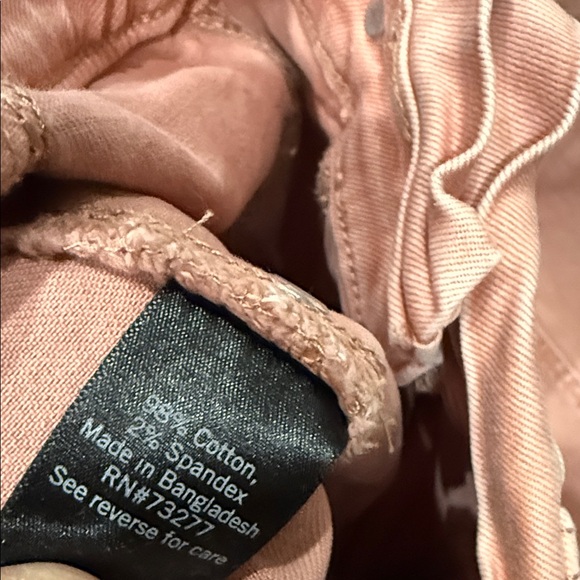 98% Cotton,
2% Spandex
Made in Bangladesh
RN#73277
See reverse for care